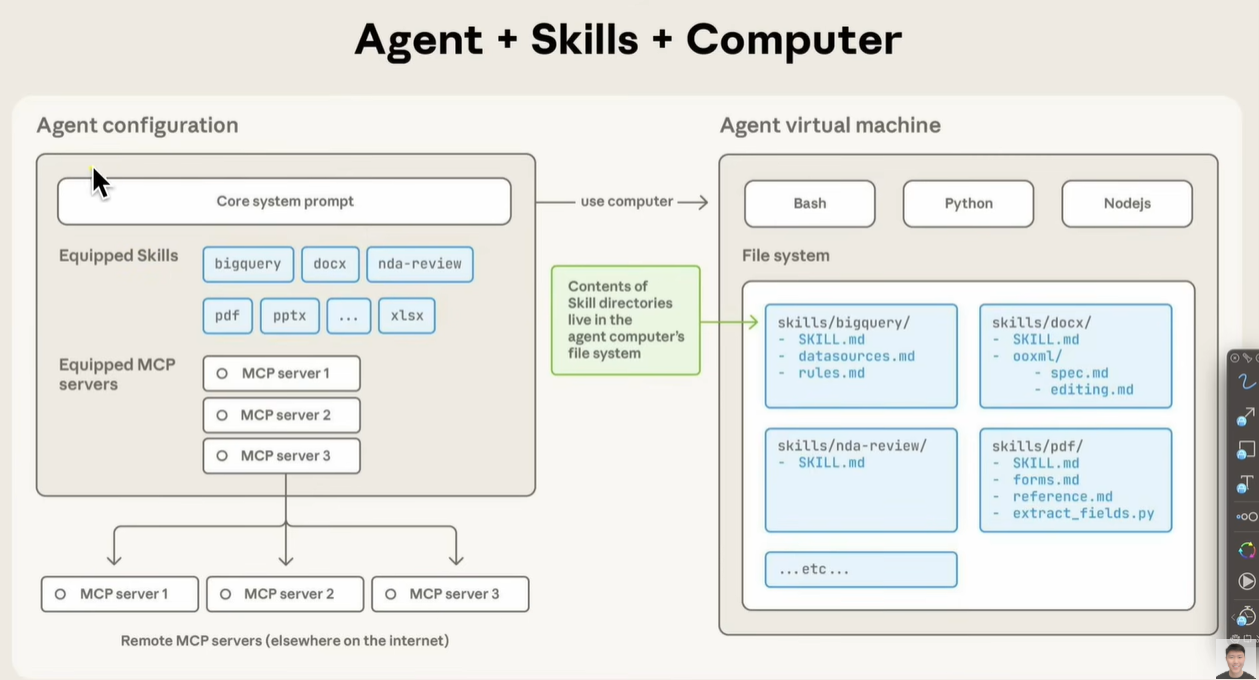 Agent + Skills + Computer
Agent configuration
Core system prompt
Equipped Skills
bigquery
docx
nda-review
pdf
pptx
...
xlsx
Equipped MCP
servers
MCP server 1
MCP server 2
MCP server 3
MCP server 1
MCP server 2
MCP server 3
Remote MCP servers (elsewhere on the internet)
use computer
Contents of
Skill directories
live in the
agent computer's
file system
Agent virtual machine
Bash
Python
Nodejs
File system
skills/bigquery/
- SKILL.md
- datasources.md
- rules.md
skills/docx/
- SKILL.md
- ooxml/
- spec.md
- editing.md
skills/nda-review/
- SKILL.md
skills/pdf/
- SKILL.md
- forms.md
- reference.md
- extract_fields.py
...etc...